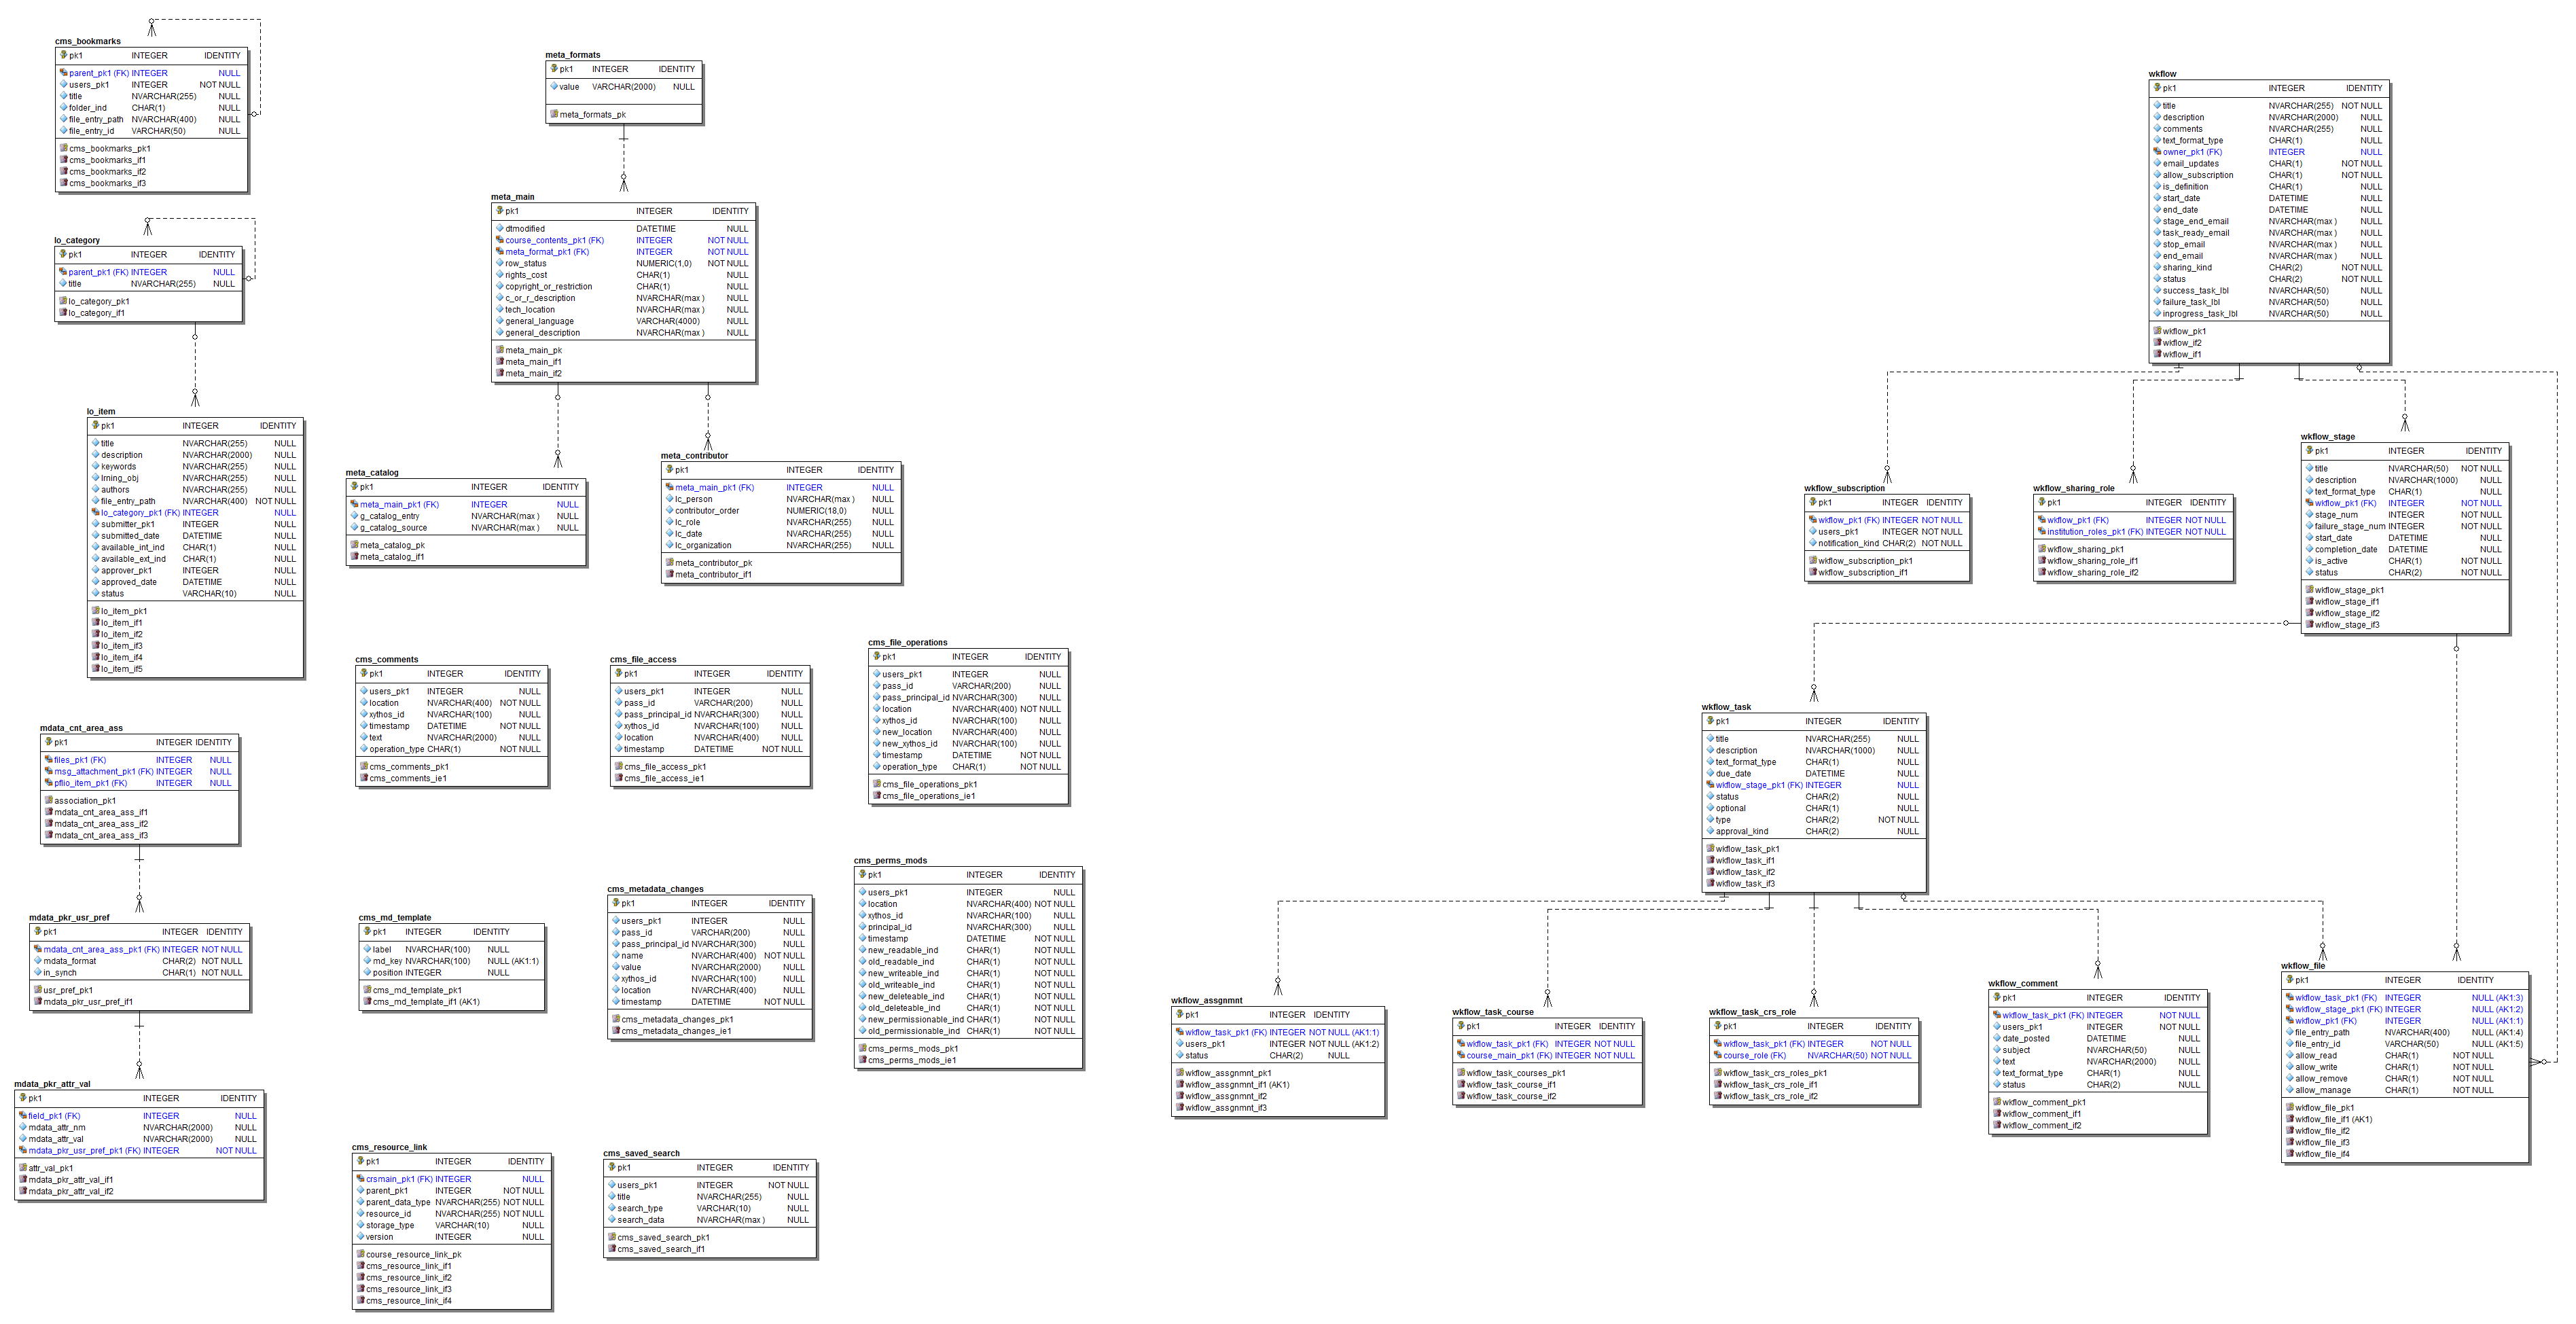 cms_bookmarks
pk1 INTEGER IDENTITY
parent_pk1 (FK) INTEGER NULL
users_pk1 INTEGER NOT NULL
title NVARCHAR(255) NULL
folder_ind CHAR(1) NULL
file_entry_path NVARCHAR(400) NULL
file_entry_id VARCHAR(50) NULL
cms_bookmarks_pk1
cms_bookmarks_if1
cms_bookmarks_if2
cms_bookmarks_if3
lo_category
pk1 INTEGER IDENTITY
parent_pk1 (FK) INTEGER NULL
title NVARCHAR(255) NULL
lo_category_pk1
lo_category_if1
lo_item
pk1 INTEGER IDENTITY
title NVARCHAR(255) NULL
description NVARCHAR(2000) NULL
keywords NVARCHAR(255) NULL
lrning_obj NVARCHAR(255) NULL
authors NVARCHAR(255) NULL
file_entry_path NVARCHAR(400) NOT NULL
lo_category_pk1 (FK) INTEGER NULL
submitter_pk1 INTEGER NULL
submitted_date DATETIME NULL
available_int_ind CHAR(1) NULL
available_ext_ind CHAR(1) NULL
approver_pk1 INTEGER NULL
approved_date DATETIME NULL
status VARCHAR(10) NULL
lo_item_pk1
lo_item_if1
lo_item_if2
lo_item_if3
lo_item_if4
lo_item_if5
mdata_cnt_area_ass
pk1 INTEGER IDENTITY
files_pk1 (FK) INTEGER NULL
msg_attachment_pk1 (FK) INTEGER NULL
pflio_item_pk1 (FK) INTEGER NULL
association_pk1
mdata_cnt_area_ass_if1
mdata_cnt_area_ass_if2
mdata_cnt_area_ass_if3
mdata_pkr_usr_pref
pk1 INTEGER IDENTITY
mdata_cnt_area_ass_pk1 (FK) INTEGER NOT NULL
mdata_format CHAR(2) NOT NULL
in_synch CHAR(1) NOT NULL
usr_pref_pk1
mdata_pkr_usr_pref_if1
mdata_pkr_attr_val
pk1 INTEGER IDENTITY
field_pk1 (FK) INTEGER NULL
mdata_attr_nm NVARCHAR(2000) NULL
mdata_attr_val NVARCHAR(2000) NULL
mdata_pkr_usr_pref_pk1 (FK) INTEGER NOT NULL
attr_val_pk1
mdata_pkr_attr_val_if1
mdata_pkr_attr_val_if2
meta_formats
pk1 INTEGER IDENTITY
value VARCHAR(2000) NULL
meta_formats_pk
meta_main
pk1 INTEGER IDENTITY
dtmodified DATETIME NULL
course_contents_pk1 (FK) INTEGER NOT NULL
meta_format_pk1 (FK) INTEGER NOT NULL
row_status NUMERIC(1,0) NOT NULL
rights_cost CHAR(1) NULL
copyright_or_restriction CHAR(1) NULL
c_or_r_description NVARCHAR(max ) NULL
tech_location NVARCHAR(max ) NULL
general_language VARCHAR(4000) NULL
general_description NVARCHAR(max ) NULL
meta_main_pk
meta_main_if1
meta_main_if2
meta_catalog
pk1 INTEGER IDENTITY
meta_main_pk1 (FK) INTEGER NULL
g_catalog_entry NVARCHAR(max ) NULL
g_catalog_source NVARCHAR(max ) NULL
meta_catalog_pk
meta_catalog_if1
meta_contributor
pk1 INTEGER IDENTITY
meta_main_pk1 (FK) INTEGER NULL
lc_person NVARCHAR(max ) NULL
contributor_order NUMERIC(18,0) NULL
lc_role NVARCHAR(255) NULL
lc_date NVARCHAR(255) NULL
lc_organization NVARCHAR(255) NULL
meta_contributor_pk
meta_contributor_if1
cms_comments
pk1 INTEGER IDENTITY
users_pk1 INTEGER NULL
location NVARCHAR(400) NOT NULL
xythos_id NVARCHAR(100) NULL
timestamp DATETIME NOT NULL
text NVARCHAR(2000) NULL
operation_type CHAR(1) NOT NULL
cms_comments_pk1
cms_comments_ie1
cms_file_access
pk1 INTEGER IDENTITY
users_pk1 INTEGER NULL
pass_id VARCHAR(200) NULL
pass_principal_id NVARCHAR(300) NULL
xythos_id NVARCHAR(100) NULL
location NVARCHAR(400) NULL
timestamp DATETIME NOT NULL
cms_file_access_pk1
cms_file_access_ie1
cms_file_operations
pk1 INTEGER IDENTITY
users_pk1 INTEGER NULL
pass_id VARCHAR(200) NULL
pass_principal_id NVARCHAR(300) NULL
location NVARCHAR(400) NOT NULL
xythos_id NVARCHAR(100) NULL
new_location NVARCHAR(400) NULL
new_xythos_id NVARCHAR(100) NULL
timestamp DATETIME NOT NULL
operation_type CHAR(1) NOT NULL
cms_file_operations_pk1
cms_file_operations_ie1
cms_md_template
pk1 INTEGER IDENTITY
label NVARCHAR(100) NULL
md_key NVARCHAR(100) NULL (AK1:1)
position INTEGER NULL
cms_md_template_pk1
cms_md_template_if1 (AK1)
cms_metadata_changes
pk1 INTEGER IDENTITY
users_pk1 INTEGER NULL
pass_id VARCHAR(200) NULL
pass_principal_id NVARCHAR(300) NULL
name NVARCHAR(400) NOT NULL
value NVARCHAR(2000) NULL
xythos_id NVARCHAR(100) NULL
location NVARCHAR(400) NULL
timestamp DATETIME NOT NULL
cms_metadata_changes_pk1
cms_metadata_changes_ie1
cms_perms_mods
pk1 INTEGER IDENTITY
users_pk1 INTEGER NULL
location NVARCHAR(400) NOT NULL
xythos_id NVARCHAR(100) NULL
principal_id NVARCHAR(300) NULL
timestamp DATETIME NOT NULL
new_readable_ind CHAR(1) NOT NULL
old_readable_ind CHAR(1) NOT NULL
new_writeable_ind CHAR(1) NOT NULL
old_writeable_ind CHAR(1) NOT NULL
new_deleteable_ind CHAR(1) NOT NULL
old_deleteable_ind CHAR(1) NOT NULL
new_permissionable_ind CHAR(1) NOT NULL
old_permissionable_ind CHAR(1) NOT NULL
cms_perms_mods_pk1
cms_perms_mods_ie1
cms_resource_link
pk1 INTEGER IDENTITY
crsmain_pk1 (FK) INTEGER NULL
parent_pk1 INTEGER NOT NULL
parent_data_type NVARCHAR(255) NOT NULL
resource_id NVARCHAR(255) NOT NULL
storage_type VARCHAR(10) NULL
version INTEGER NULL
course_resource_link_pk
cms_resource_link_if1
cms_resource_link_if2
cms_resource_link_if3
cms_resource_link_if4
cms_saved_search
pk1 INTEGER IDENTITY
users_pk1 INTEGER NOT NULL
title NVARCHAR(255) NULL
search_type VARCHAR(10) NULL
search_data NVARCHAR(max ) NULL
cms_saved_search_pk1
cms_saved_search_if1
wkflow
pk1 INTEGER IDENTITY
title NVARCHAR(255) NOT NULL
description NVARCHAR(2000) NULL
comments NVARCHAR(255) NULL
text_format_type CHAR(1) NULL
owner_pk1 (FK) INTEGER NULL
email_updates CHAR(1) NOT NULL
allow_subscription CHAR(1) NOT NULL
is_definition CHAR(1) NULL
start_date DATETIME NULL
end_date DATETIME NULL
stage_end_email NVARCHAR(max ) NULL
task_ready_email NVARCHAR(max ) NULL
stop_email NVARCHAR(max ) NULL
end_email NVARCHAR(max ) NULL
sharing_kind CHAR(2) NOT NULL
status CHAR(2) NOT NULL
success_task_lbl NVARCHAR(50) NULL
failure_task_lbl NVARCHAR(50) NULL
inprogress_task_lbl NVARCHAR(50) NULL
wkflow_pk1
wkflow_if2
wkflow_if1
wkflow_subscription
pk1 INTEGER IDENTITY
wkflow_pk1 (FK) INTEGER NOT NULL
users_pk1 INTEGER NOT NULL
notification_kind CHAR(2) NOT NULL
wkflow_subscription_pk1
wkflow_subscription_if1
wkflow_sharing_role
pk1 INTEGER IDENTITY
wkflow_pk1 (FK) INTEGER NOT NULL
institution_roles_pk1 (FK) INTEGER NOT NULL
wkflow_sharing_pk1
wkflow_sharing_role_if1
wkflow_sharing_role_if2
wkflow_stage
pk1 INTEGER IDENTITY
title NVARCHAR(50) NOT NULL
description NVARCHAR(1000) NULL
text_format_type CHAR(1) NULL
wkflow_pk1 (FK) INTEGER NOT NULL
stage_num INTEGER NOT NULL
failure_stage_num INTEGER NOT NULL
start_date DATETIME NULL
completion_date DATETIME NULL
is_active CHAR(1) NOT NULL
status CHAR(2) NOT NULL
wkflow_stage_pk1
wkflow_stage_if1
wkflow_stage_if2
wkflow_stage_if3
wkflow_task
pk1 INTEGER IDENTITY
title NVARCHAR(255) NULL
description NVARCHAR(1000) NULL
text_format_type CHAR(1) NULL
due_date DATETIME NULL
wkflow_stage_pk1 (FK) INTEGER NULL
status CHAR(2) NULL
optional CHAR(1) NULL
type CHAR(2) NOT NULL
approval_kind CHAR(2) NULL
wkflow_task_pk1
wkflow_task_if1
wkflow_task_if2
wkflow_task_if3
wkflow_assgnmnt
pk1 INTEGER IDENTITY
wkflow_task_pk1 (FK) INTEGER NOT NULL (AK1:1)
users_pk1 INTEGER NOT NULL (AK1:2)
status CHAR(2) NULL
wkflow_assgnmnt_pk1
wkflow_assgnmnt_if1 (AK1)
wkflow_assgnmnt_if2
wkflow_assgnmnt_if3
wkflow_task_course
pk1 INTEGER IDENTITY
wkflow_task_pk1 (FK) INTEGER NOT NULL
course_main_pk1 (FK) INTEGER NOT NULL
wkflow_task_courses_pk1
wkflow_task_course_if1
wkflow_task_course_if2
wkflow_task_crs_role
pk1 INTEGER IDENTITY
wkflow_task_pk1 (FK) INTEGER NOT NULL
course_role (FK) NVARCHAR(50) NOT NULL
wkflow_task_crs_roles_pk1
wkflow_task_crs_role_if1
wkflow_task_crs_role_if2
wkflow_comment
pk1 INTEGER IDENTITY
wkflow_task_pk1 (FK) INTEGER NOT NULL
users_pk1 INTEGER NOT NULL
date_posted DATETIME NULL
subject NVARCHAR(50) NULL
text NVARCHAR(2000) NULL
text_format_type CHAR(1) NULL
status CHAR(2) NULL
wkflow_comment_pk1
wkflow_comment_if1
wkflow_comment_if2
wkflow_file
pk1 INTEGER IDENTITY
wkflow_task_pk1 (FK) INTEGER NULL (AK1:3)
wkflow_stage_pk1 (FK) INTEGER NULL (AK1:2)
wkflow_pk1 (FK) INTEGER NULL (AK1:1)
file_entry_path NVARCHAR(400) NULL (AK1:4)
file_entry_id VARCHAR(50) NULL (AK1:5)
allow_read CHAR(1) NOT NULL
allow_write CHAR(1) NOT NULL
allow_remove CHAR(1) NOT NULL
allow_manage CHAR(1) NOT NULL
wkflow_file_pk1
wkflow_file_if1 (AK1)
wkflow_file_if2
wkflow_file_if3
wkflow_file_if4